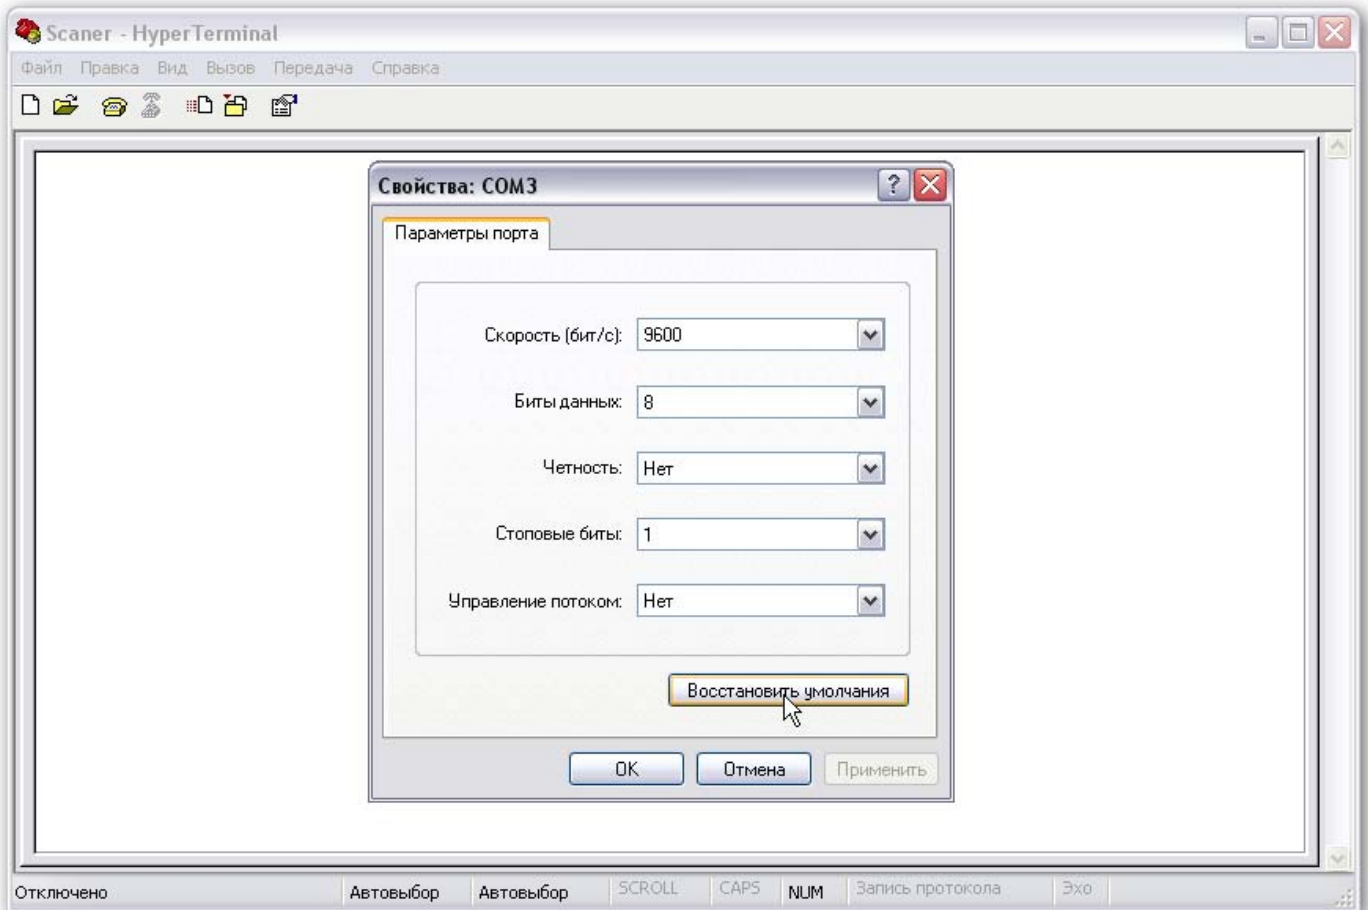 Scaner - HyperTerminal
Файл Правка Вид Вызов Передача Справка
Свойства: COM3
Параметры порта
Скорость (бит/с): 9600
Биты данных: 8
Четность: Нет
Стоповые биты: 1
Управление потоком: Нет
Восстановить умолчания
OK Отмена Применить
Отключено Автовыбор Автовыбор SCROLL CAPS NUM Запись протокола Эхо